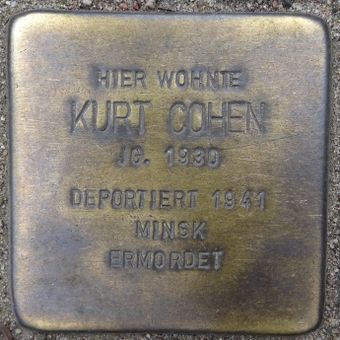 HIER WOHNTE
KURT COHEN
JG. 1930
DEPORTIERT 1941
MINSK
ERMORDET